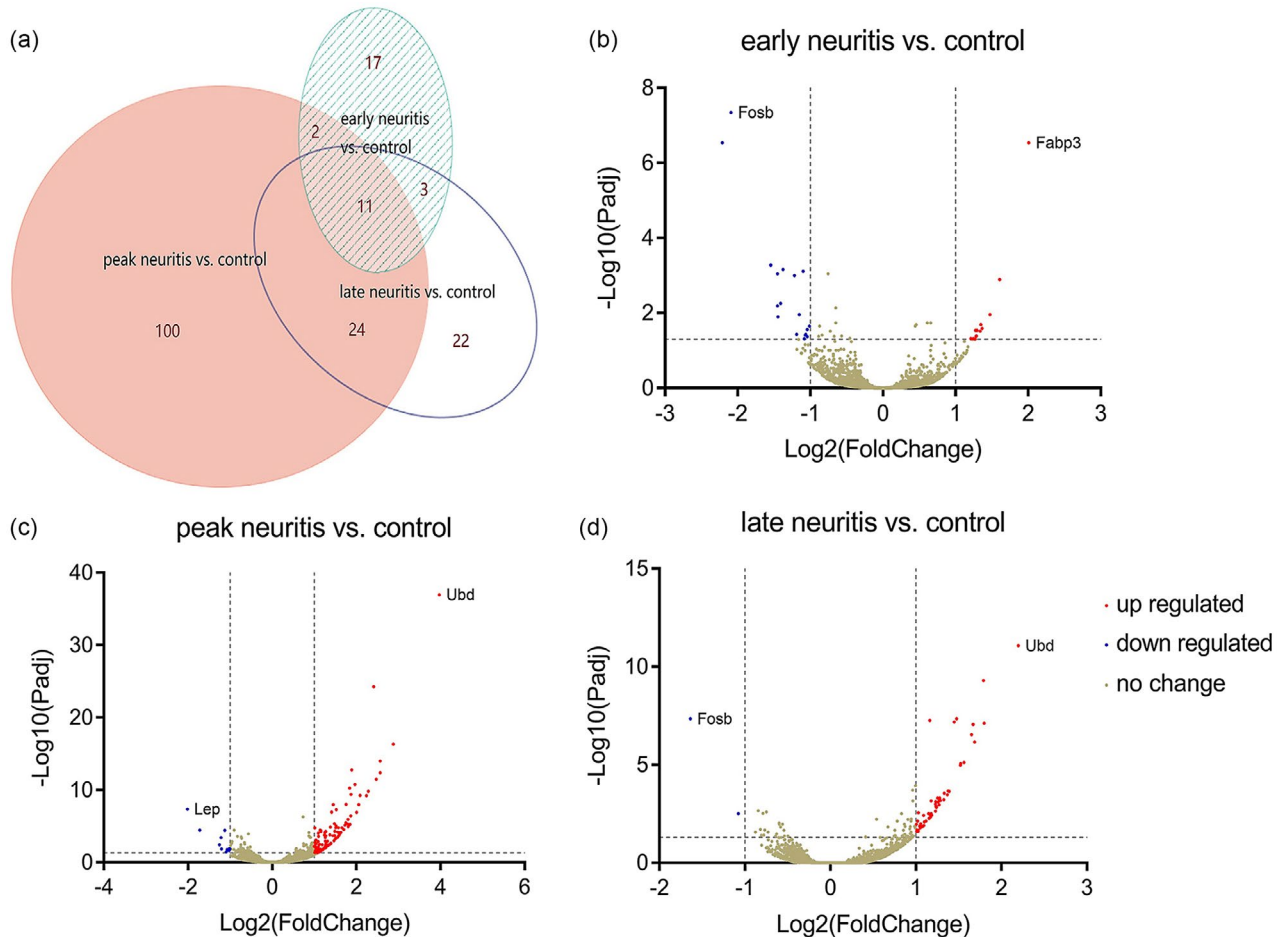 (a)
17
early neuritis
vs. control
2
3
11
peak neuritis vs. control
late neuritis vs. control
100
24
22
(b)
early neuritis vs. control
8
6
4
2
0
-Log10(Padj)
Fosb
Fabp3
-3 -2 -1 0 1 2 3
Log2(FoldChange)
(c)
peak neuritis vs. control
40
30
20
10
0
-Log10(Padj)
Ubd
Lep
-4 -2 0 2 4 6
Log2(FoldChange)
(d)
late neuritis vs. control
15
10
5
0
-Log10(Padj)
Ubd
Fosb
-2 -1 0 1 2 3
Log2(FoldChange)
up regulated
down regulated
no change